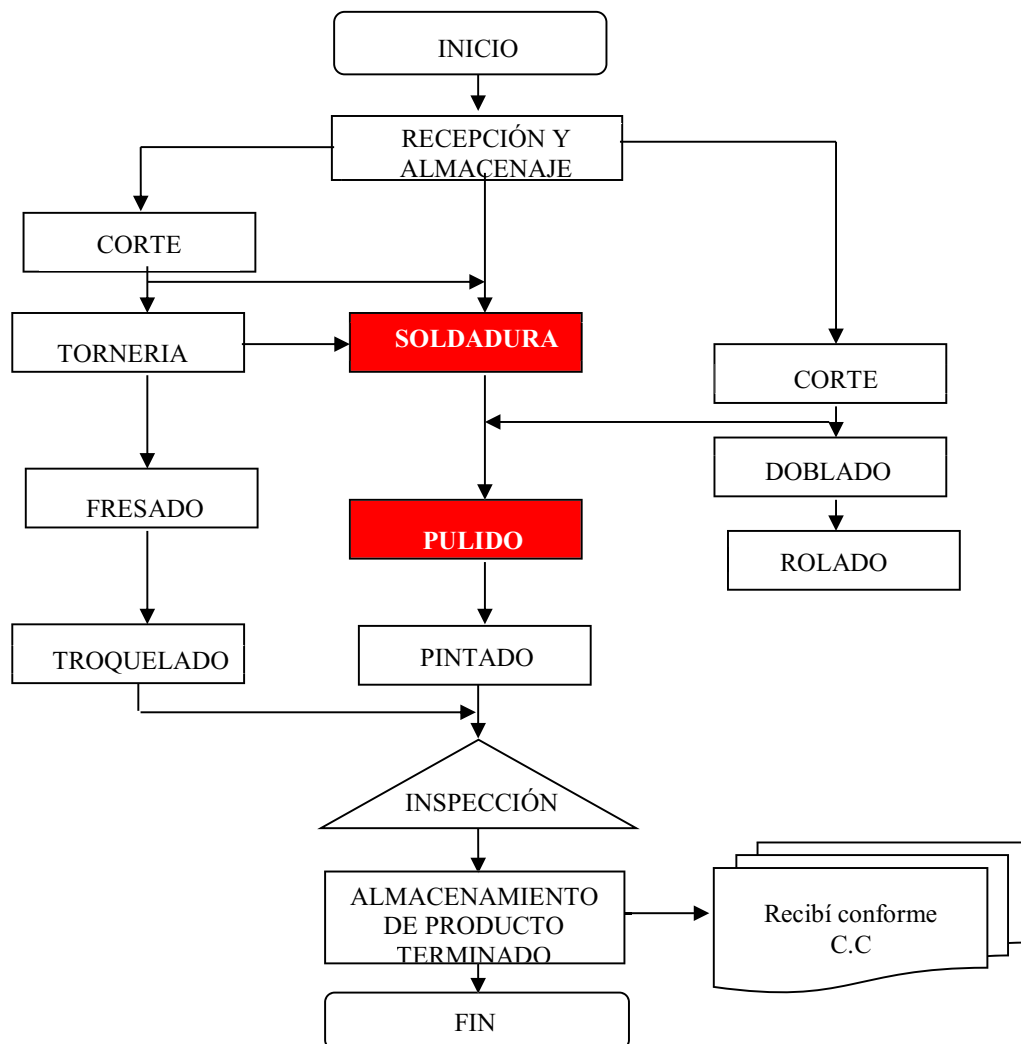 INICIO
RECEPCIÓN Y
ALMACENAJE
CORTE
TORNERIA
SOLDADURA
CORTE
DOBLADO
FRESADO
PULIDO
ROLADO
TROQUELADO
PINTADO
INSPECCIÓN
ALMACENAMIENTO
DE PRODUCTO
TERMINADO
Recibí conforme
C.C
FIN